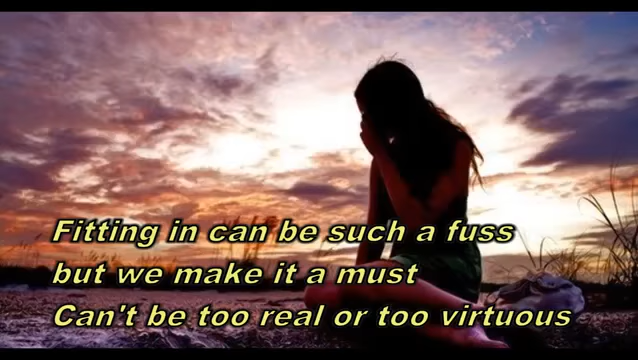 Fitting in can be such a fuss
but we make it a must
Can't be too real or too virtuous